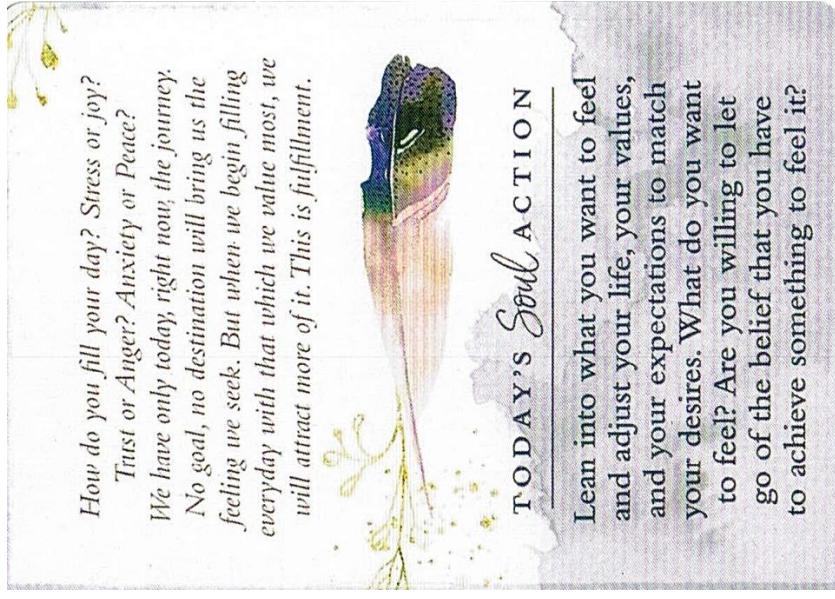 How do you fill your day? Stress or joy?
Trust or Anger? Anxiety or Peace?
We have only today, right now, the journey.
No goal, no destination will bring us the
feeling we seek. But when we begin filling
everyday with that which we value most, we
will attract more of it. This is fulfillment.
TODAY'S Soul ACTION
Lean into what you want to feel
and adjust your life, your values,
and your expectations to match
your desires. What do you want
to feel? Are you willing to let
go of the belief that you have
to achieve something to feel it?